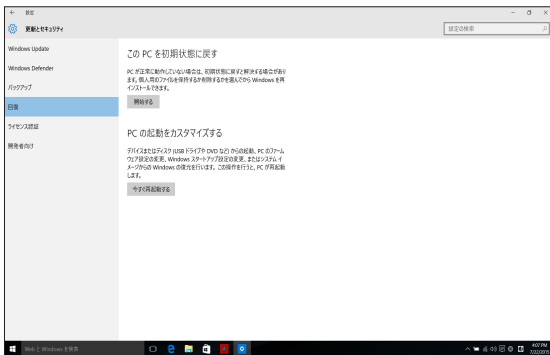 設定
更新とセキュリティ
設定の検索
Windows Update
Windows Defender
バックアップ
回復
ライセンス認証
開発者向け
この PC を初期状態に戻す
PC が正常に動作していない場合は、初期状態に戻すと解決する場合があり
ます。個人用のファイルを保持するか削除するかを選んでから Windows を再
インストールできます。
開始する
PC の起動をカスタマイズする
デバイスまたはディスク (USB ドライブや DVD など) からの起動、PC のファーム
ウェア設定の変更、Windows スタートアップ設定の変更、またはシステム イ
メージからの Windows の復元を行います。この操作を行うと、PC が再起動
します。
今すぐ再起動する
Web と Windows を検索
4:07 PM